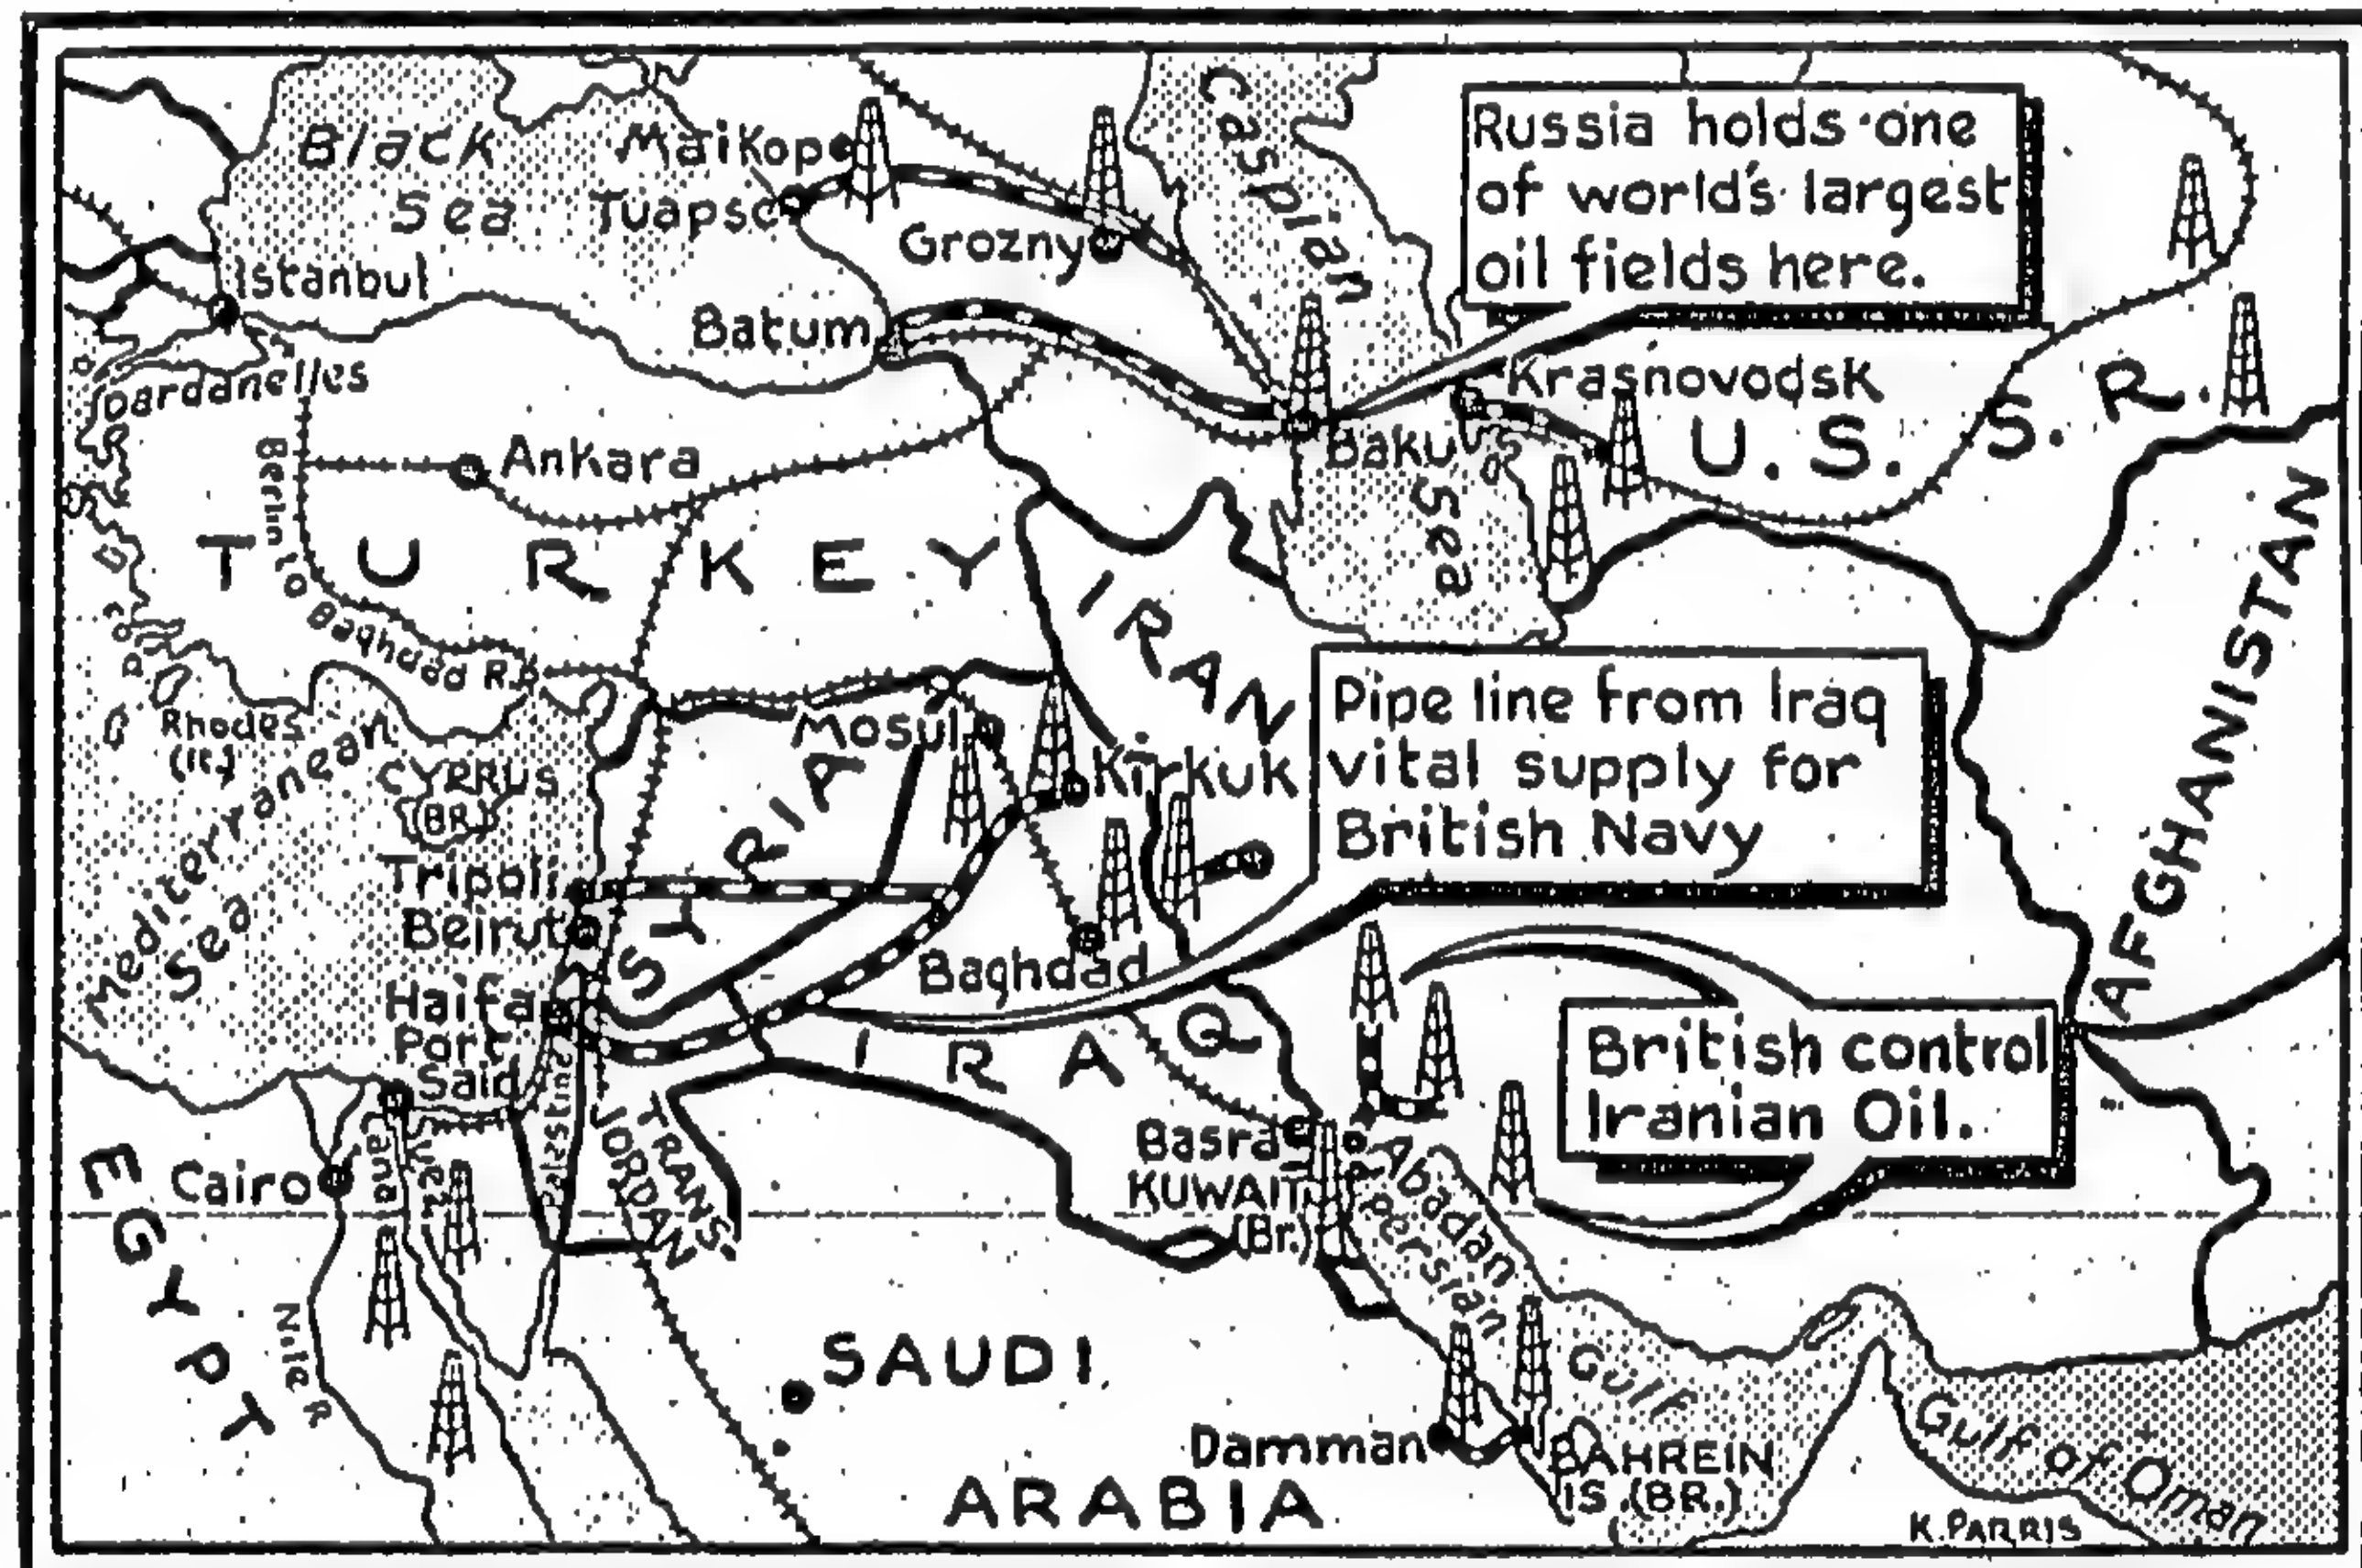 Black
Sea
Maikop
Tuapse
Grozny
Caspian
Sea
Russia holds one
of world's largest
oil fields here.
Istanbul
Batum
Dardanelles
Krasnovodsk
U.S.S.R.
Baku
Ankara
Berlin to Baghdad R.
TURKEY
IRAN
AFGHANISTAN
Rhodes
(It.)
Mediterranean
Sea
CYPRUS
(BR.)
Mosul
Kirkuk
Pipe line from Iraq
vital supply for
British Navy
SYRIA
Tripoli
Beirut
Baghdad
Haifa
Port
Said
IRAQ
British control
Iranian Oil.
Palestine
TRANS-
JORDAN
Suez
Canal
Basra
Abadan
KUWAIT
(Br.)
Persian
Gulf
Cairo
EGYPT
Nile R
SAUDI
ARABIA
Damman
BAHREIN
IS.(BR.)
Gulf of Oman
K.PARRIS